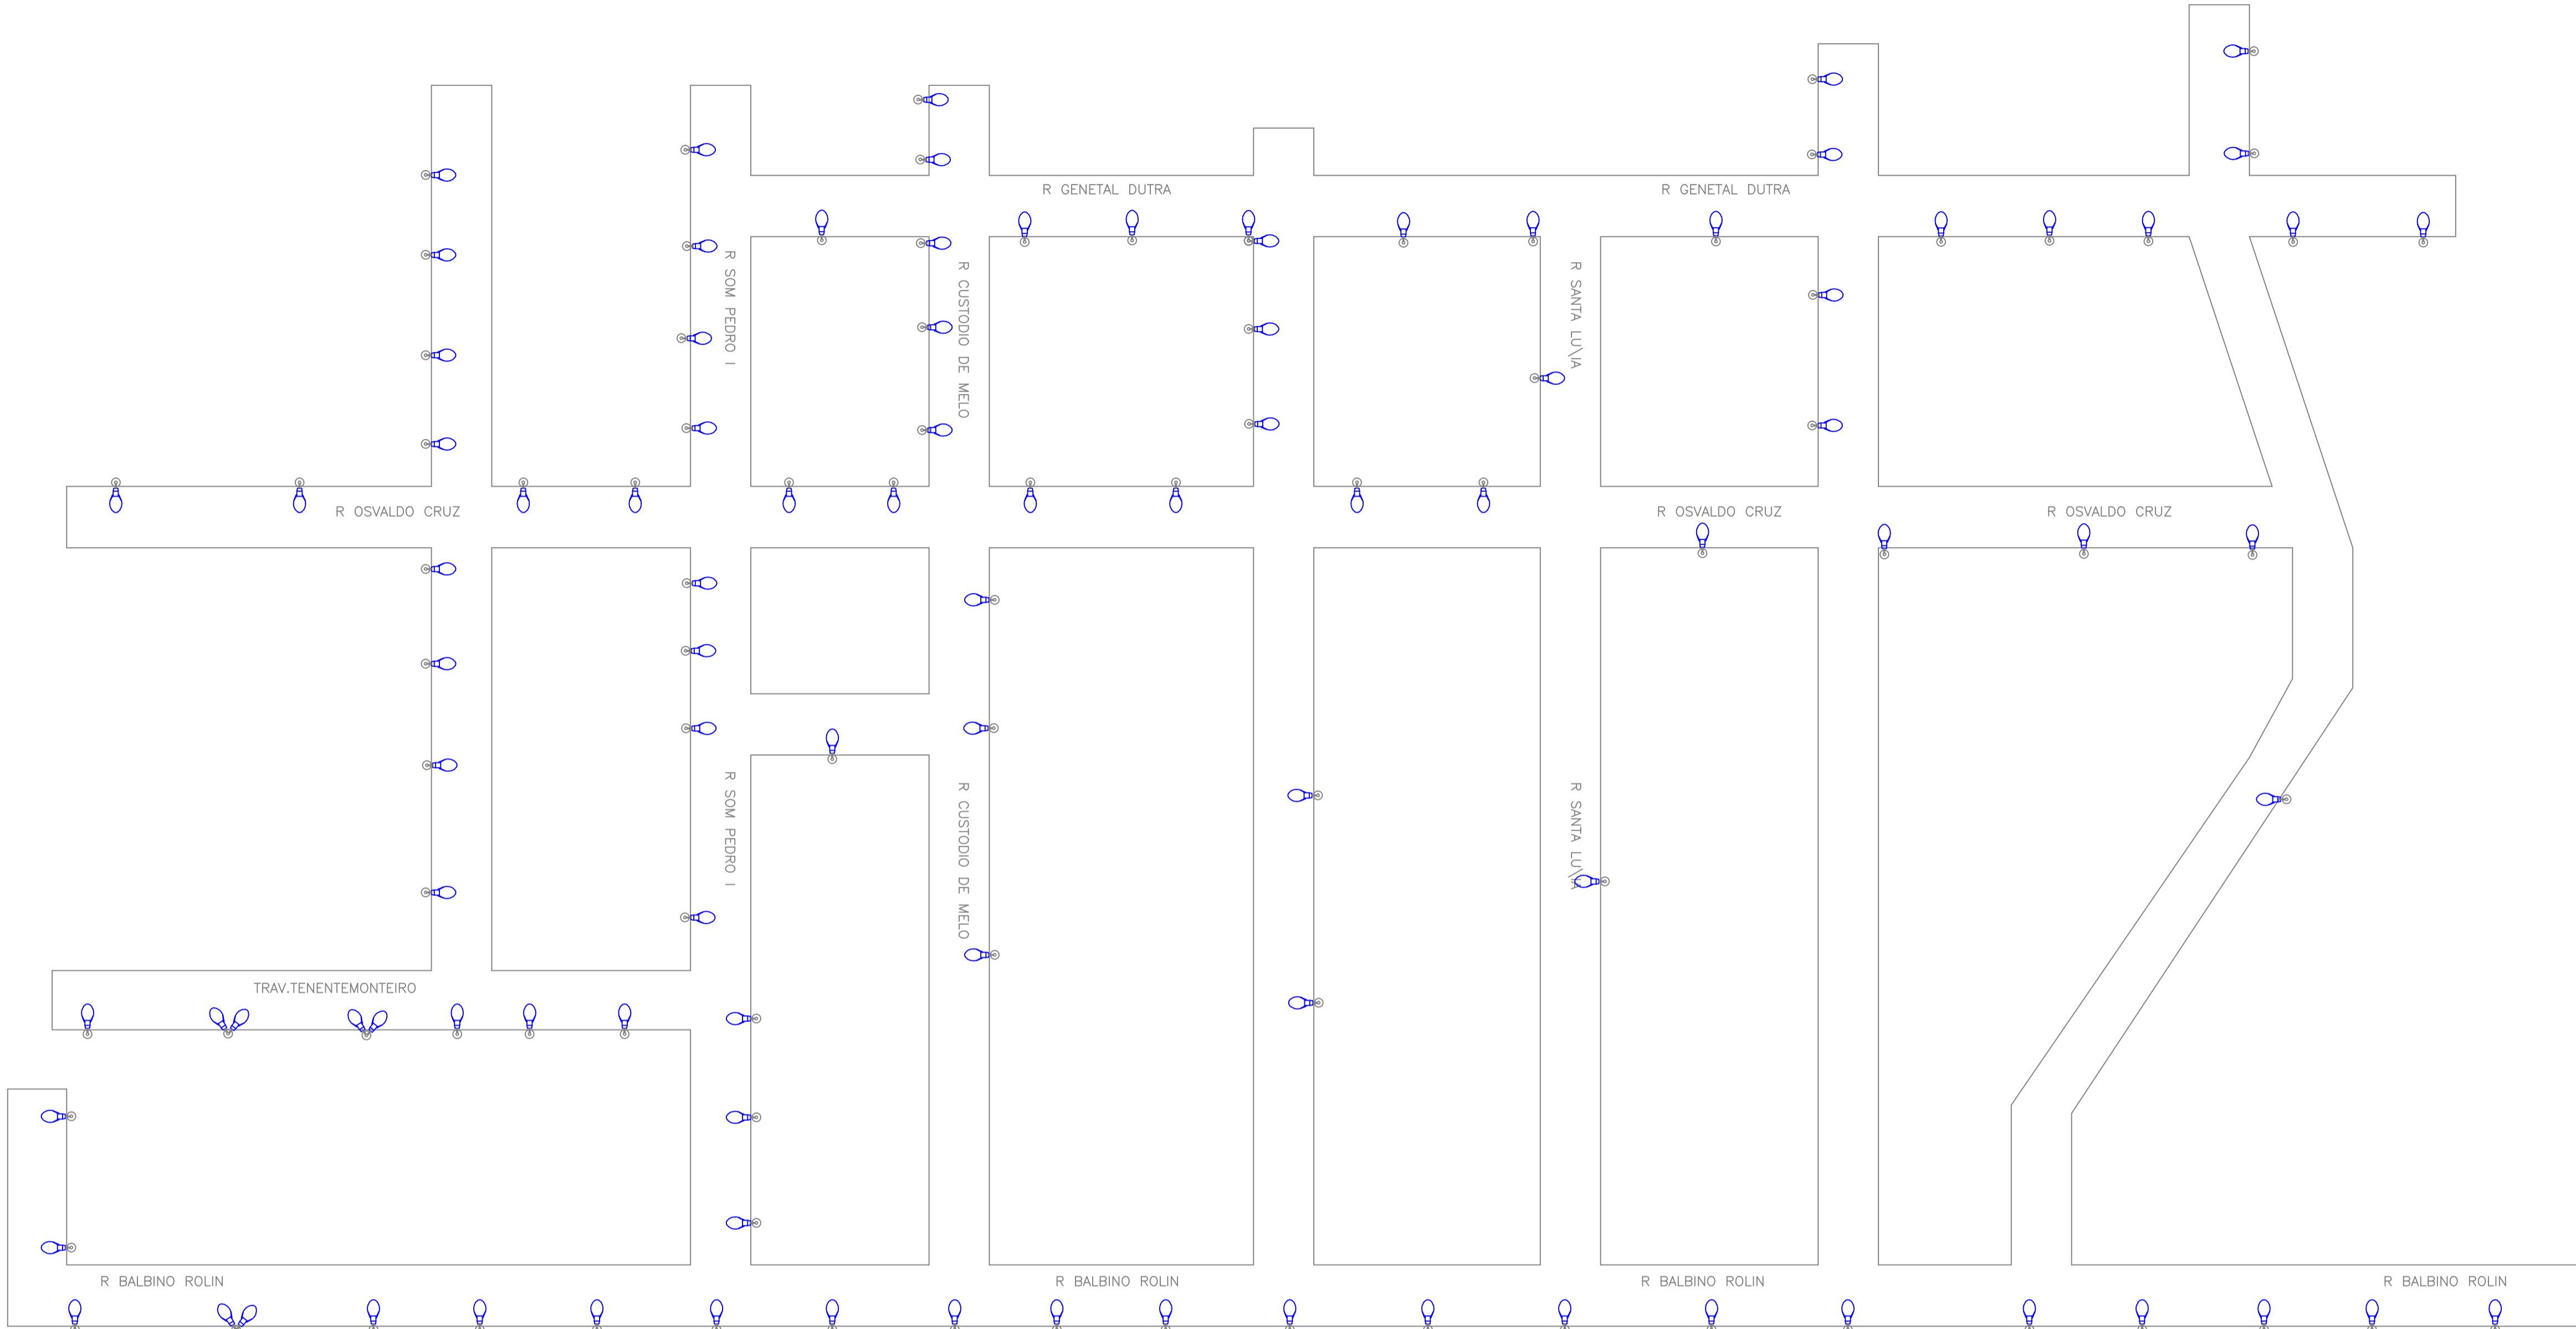 R GENETAL DUTRA
R GENETAL DUTRA
R SOM PEDRO I
R CUSTODIO DE MELO
R SANTA LU\IA
R OSVALDO CRUZ
R OSVALDO CRUZ
R OSVALDO CRUZ
R SOM PEDRO I
R CUSTODIO DE MELO
R SANTA LU\IA
TRAV.TENENTEMONTEIRO
R BALBINO ROLIN
R BALBINO ROLIN
R BALBINO ROLIN
R BALBINO ROLIN